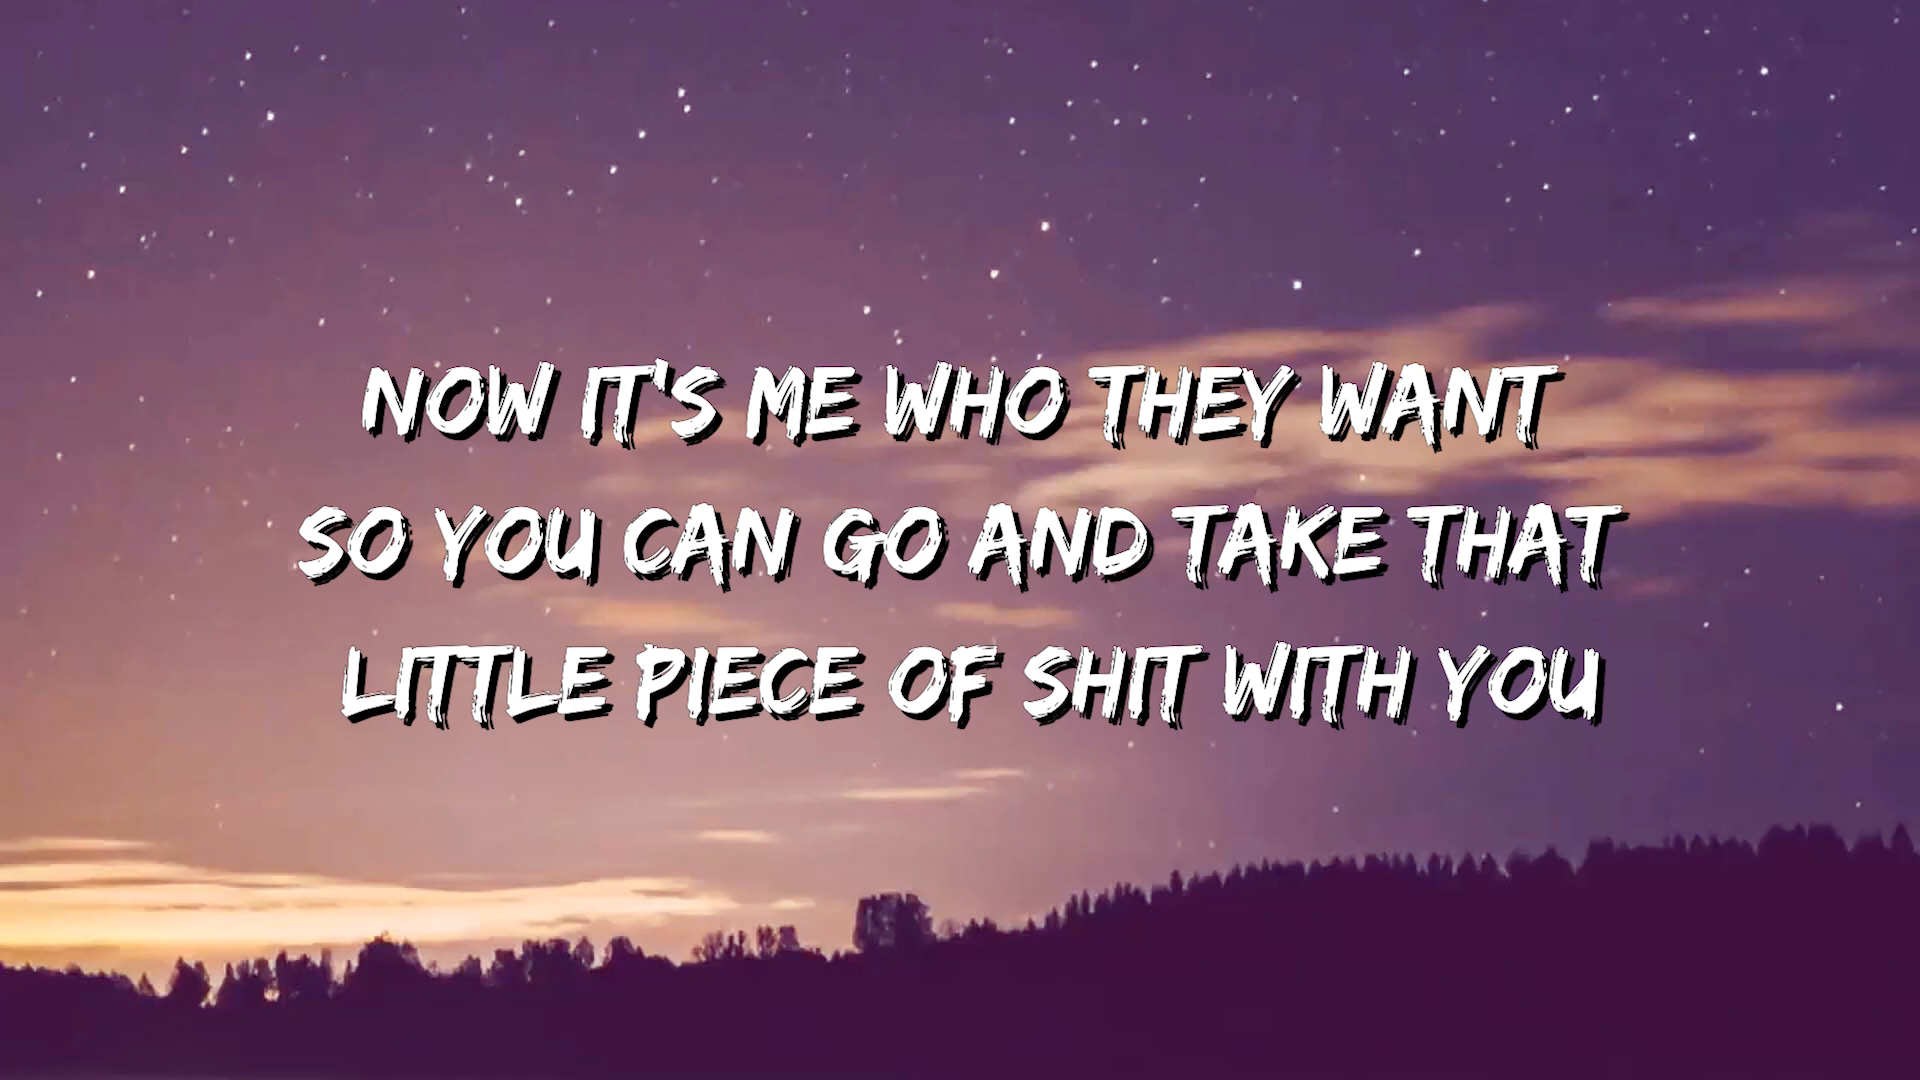 NOW IT'S ME WHO THEY WANT
SO YOU CAN GO AND TAKE THAT
LITTLE PIECE OF SHIT WITH YOU